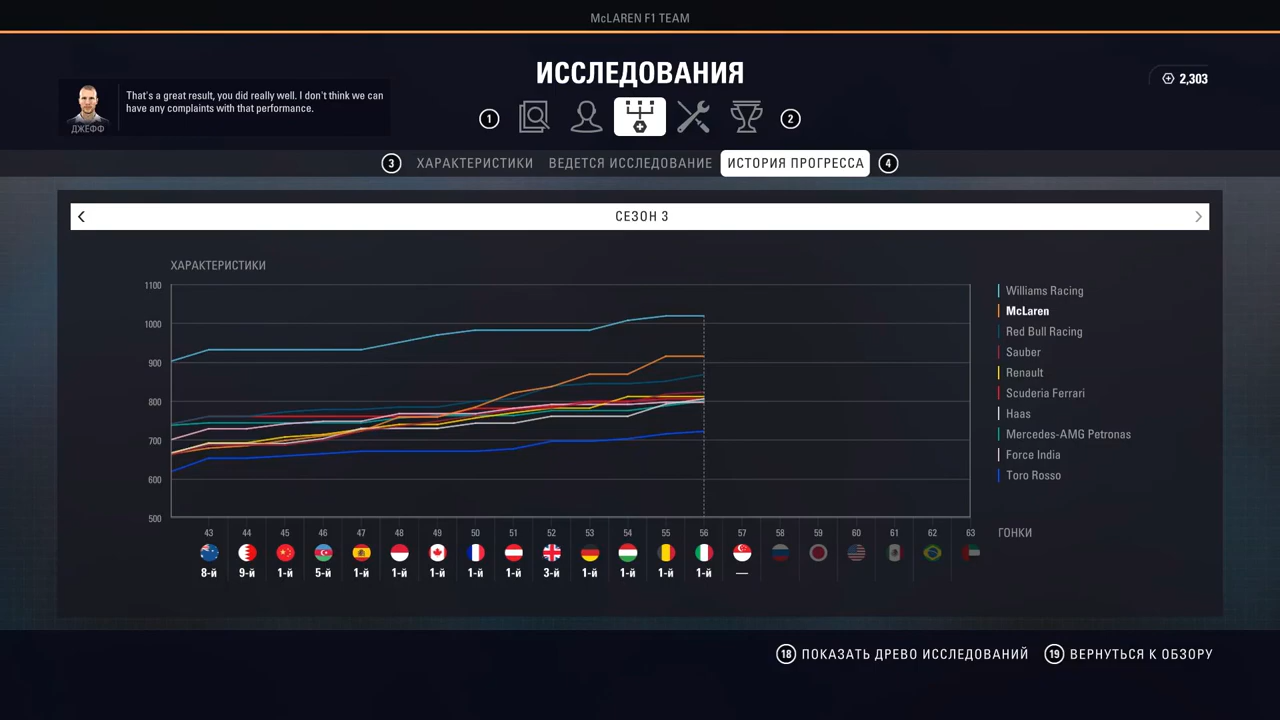 McLAREN F1 TEAM
ИССЛЕДОВАНИЯ
2,303
That's a great result, you did really well. I don't think we can
have any complaints with that performance.
ДЖЕФФ
1
2
3
ХАРАКТЕРИСТИКИ
ВЕДЕТСЯ ИССЛЕДОВАНИЕ
ИСТОРИЯ ПРОГРЕССА
4
СЕЗОН 3
ХАРАКТЕРИСТИКИ
1100
1000
900
800
700
600
500
Williams Racing
McLaren
Red Bull Racing
Sauber
Renault
Scuderia Ferrari
Haas
Mercedes-AMG Petronas
Force India
Toro Rosso
43 44 45 46 47 48 49 50 51 52 53 54 55 56 57 58 59 60 61 62 63
ГОНКИ
8-й 9-й 1-й 5-й 1-й 1-й 1-й 1-й 1-й 3-й 1-й 1-й 1-й 1-й —
18 ПОКАЗАТЬ ДРЕВО ИССЛЕДОВАНИЙ
19 ВЕРНУТЬСЯ К ОБЗОРУ